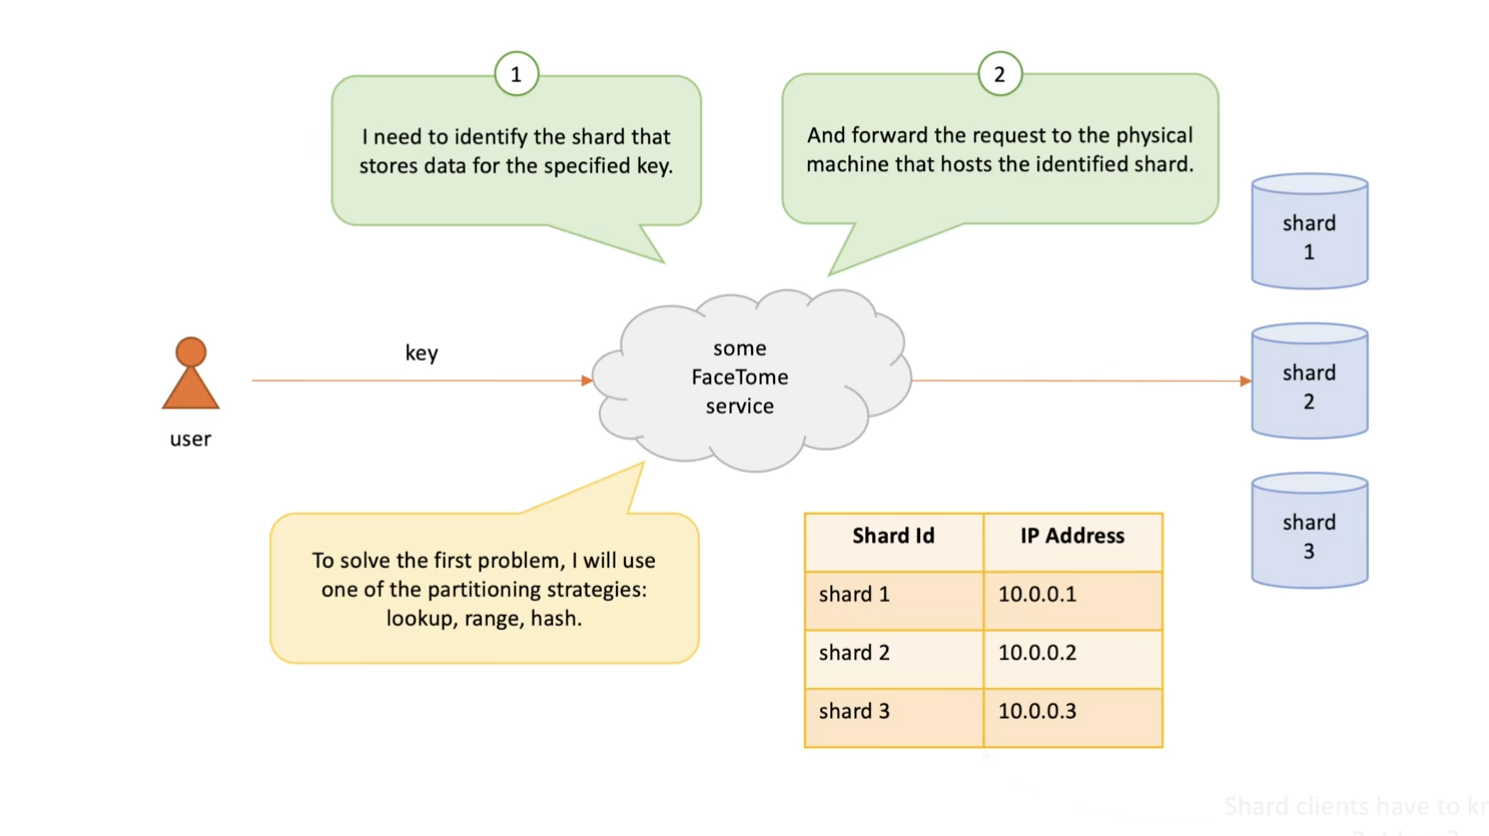 1
I need to identify the shard that
stores data for the specified key.
2
And forward the request to the physical
machine that hosts the identified shard.
shard
1
key
some
FaceTome
service
shard
2
user
To solve the first problem, I will use
one of the partitioning strategies:
lookup, range, hash.
Shard Id IP Address
shard 1 10.0.0.1
shard 2 10.0.0.2
shard 3 10.0.0.3
shard
3
Shard clients have to